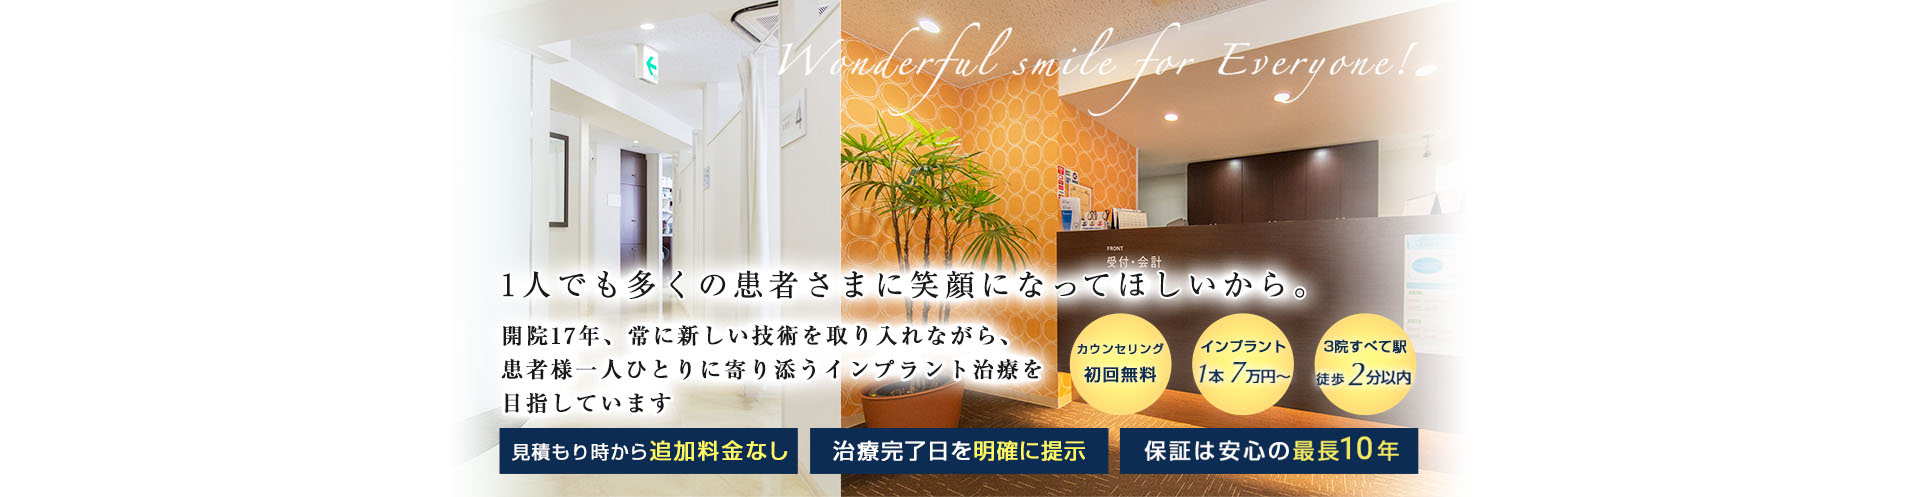 Wonderful smile for Everyone!
4
FRONT
受付・会計
1人でも多くの患者さまに笑顔になってほしいから。
開院17年、常に新しい技術を取り入れながら、
患者様一人ひとりに寄り添うインプラント治療を
目指しています
カウンセリング
初回無料
インプラント
1本7万円～
3院すべて駅
徒歩2分以内
見積もり時から追加料金なし
治療完了日を明確に提示
保証は安心の最長10年